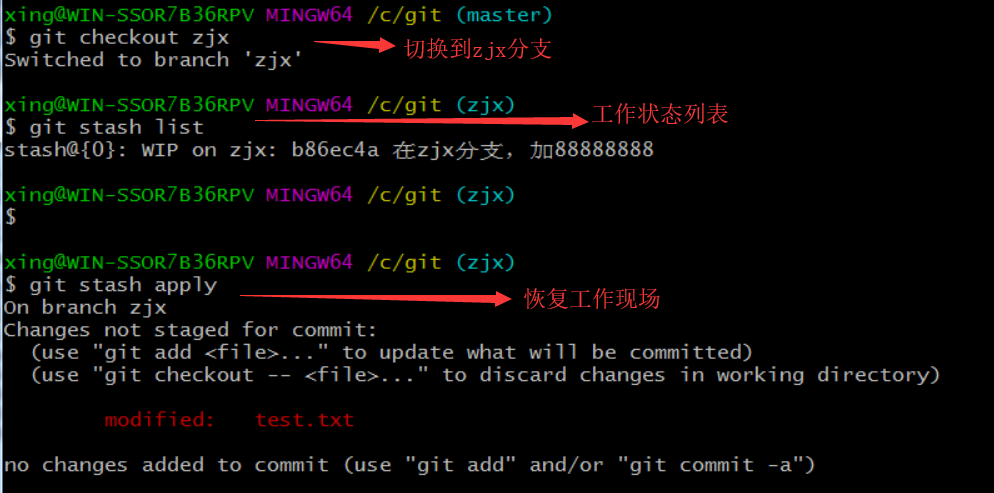 xing@WIN-SSOR7B36RPV MINGW64 /c/git (master)
$ git checkout zjx
切换到zjx分支
Switched to branch 'zjx'
xing@WIN-SSOR7B36RPV MINGW64 /c/git (zjx)
工作状态列表
$ git stash list
stash@{0}: WIP on zjx: b86ec4a 在zjx分支，加88888888
xing@WIN-SSOR7B36RPV MINGW64 /c/git (zjx)
$
xing@WIN-SSOR7B36RPV MINGW64 /c/git (zjx)
$ git stash apply
恢复工作现场
On branch zjx
Changes not staged for commit:
(use "git add <file>..." to update what will be committed)
(use "git checkout -- <file>..." to discard changes in working directory)
modified: test.txt
no changes added to commit (use "git add" and/or "git commit -a")